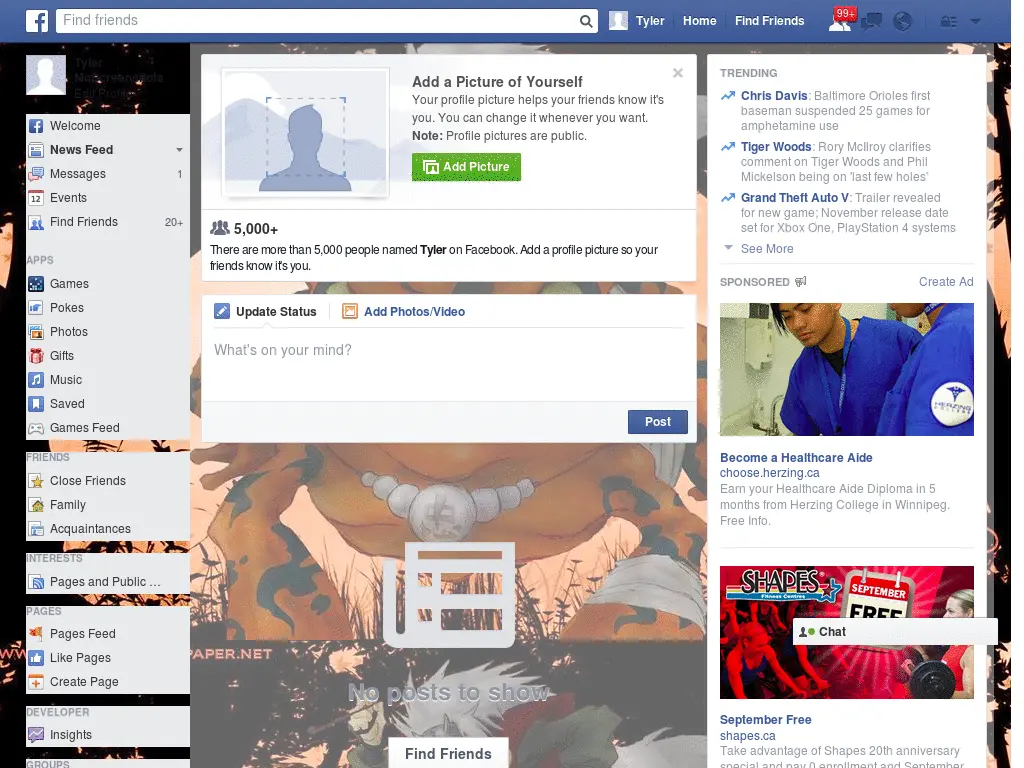 Find friends
Tyler
Home
Find Friends
99+
Tyler
Edit Profile
Welcome
News Feed
Messages
1
Events
Find Friends
20+
APPS
Games
Pokes
Photos
Gifts
Music
Saved
Games Feed
FRIENDS
Close Friends
Family
Acquaintances
INTERESTS
Pages and Public ...
PAGES
Pages Feed
Like Pages
Create Page
DEVELOPER
Insights
GROUPS
Add a Picture of Yourself
Your profile picture helps your friends know it's
you. You can change it whenever you want.
Note: Profile pictures are public.
Add Picture
5,000+
There are more than 5,000 people named Tyler on Facebook. Add a profile picture so your
friends know it's you.
Update Status
Add Photos/Video
What's on your mind?
Post
PAPER.NET
No posts to show
Find Friends
TRENDING
Chris Davis: Baltimore Orioles first
baseman suspended 25 games for
amphetamine use
Tiger Woods: Rory McIlroy clarifies
comment on Tiger Woods and Phil
Mickelson being on 'last few holes'
Grand Theft Auto V: Trailer revealed
for new game; November release date
set for Xbox One, PlayStation 4 systems
See More
SPONSORED
Create Ad
HERZING
COLLEGE
Become a Healthcare Aide
choose.herzing.ca
Earn your Healthcare Aide Diploma in 5
months from Herzing College in Winnipeg.
Free Info.
SHAPES
Fitness Centres
SEPTEMBER
FREE
Chat
September Free
shapes.ca
Take advantage of Shapes 20th anniversary
special and pay 0 enrollment and September